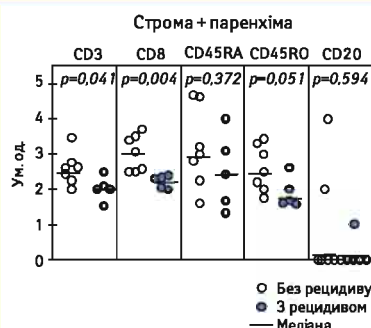 Строма + паренхіма
CD3 CD8 CD45RA CD45RO CD20
p=0,041 p=0,004 p=0,372 p=0,051 p=0,594
Ум. од.
5
4
3
2
1
0
Без рецидиву
З рецидивом
Медіана